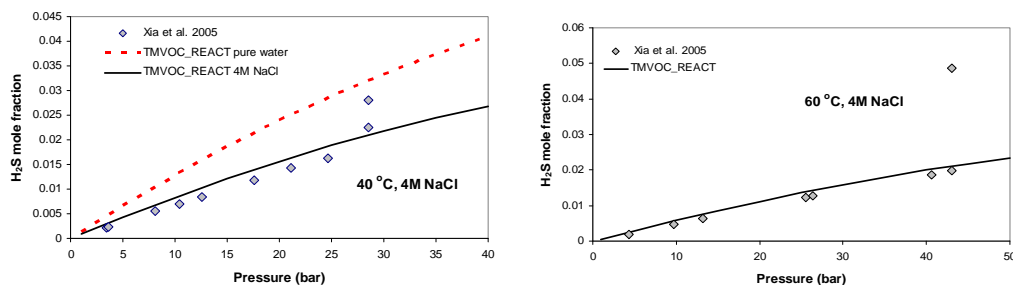 0.045
0.04
0.035
0.03
0.025
0.02
0.015
0.01
0.005
0
H₂S mole fraction
Xia et al. 2005
TMVOC_REACT pure water
TMVOC_REACT 4M NaCl
40 °C, 4M NaCl
0 5 10 15 20 25 30 35 40
Pressure (bar)
0.06
0.05
0.04
0.03
0.02
0.01
0
H₂S mole fraction
Xia et al. 2005
TMVOC_REACT
60 °C, 4M NaCl
0 10 20 30 40 50
Pressure (bar)